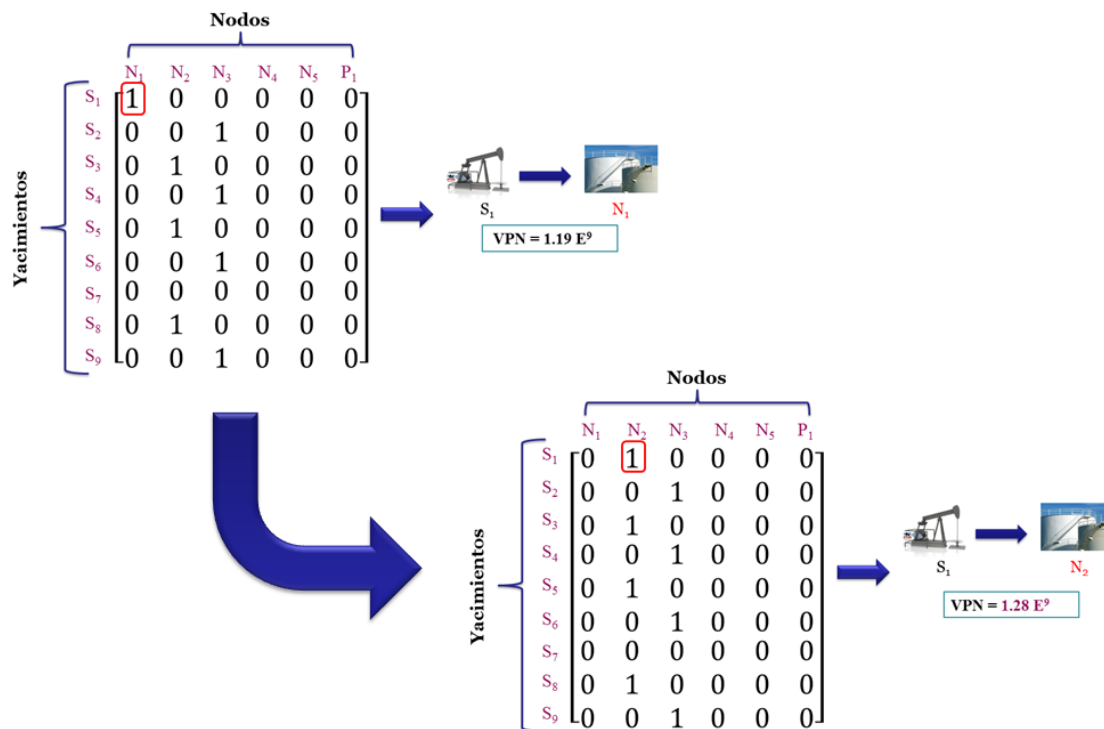 Nodos
N₁ N₂ N₃ N₄ N₅ P₁
Yacimientos
S₁ 1 0 0 0 0 0
S₂ 0 0 1 0 0 0
S₃ 0 1 0 0 0 0
S₄ 0 0 1 0 0 0
S₅ 0 1 0 0 0 0
S₆ 0 0 1 0 0 0
S₇ 0 0 0 0 0 0
S₈ 0 1 0 0 0 0
S₉ 0 0 1 0 0 0
S₁ N₁
VPN = 1.19 E⁹
Nodos
N₁ N₂ N₃ N₄ N₅ P₁
Yacimientos
S₁ 0 1 0 0 0 0
S₂ 0 0 1 0 0 0
S₃ 0 1 0 0 0 0
S₄ 0 0 1 0 0 0
S₅ 0 1 0 0 0 0
S₆ 0 0 1 0 0 0
S₇ 0 0 0 0 0 0
S₈ 0 1 0 0 0 0
S₉ 0 0 1 0 0 0
S₁ N₂
VPN = 1.28 E⁹